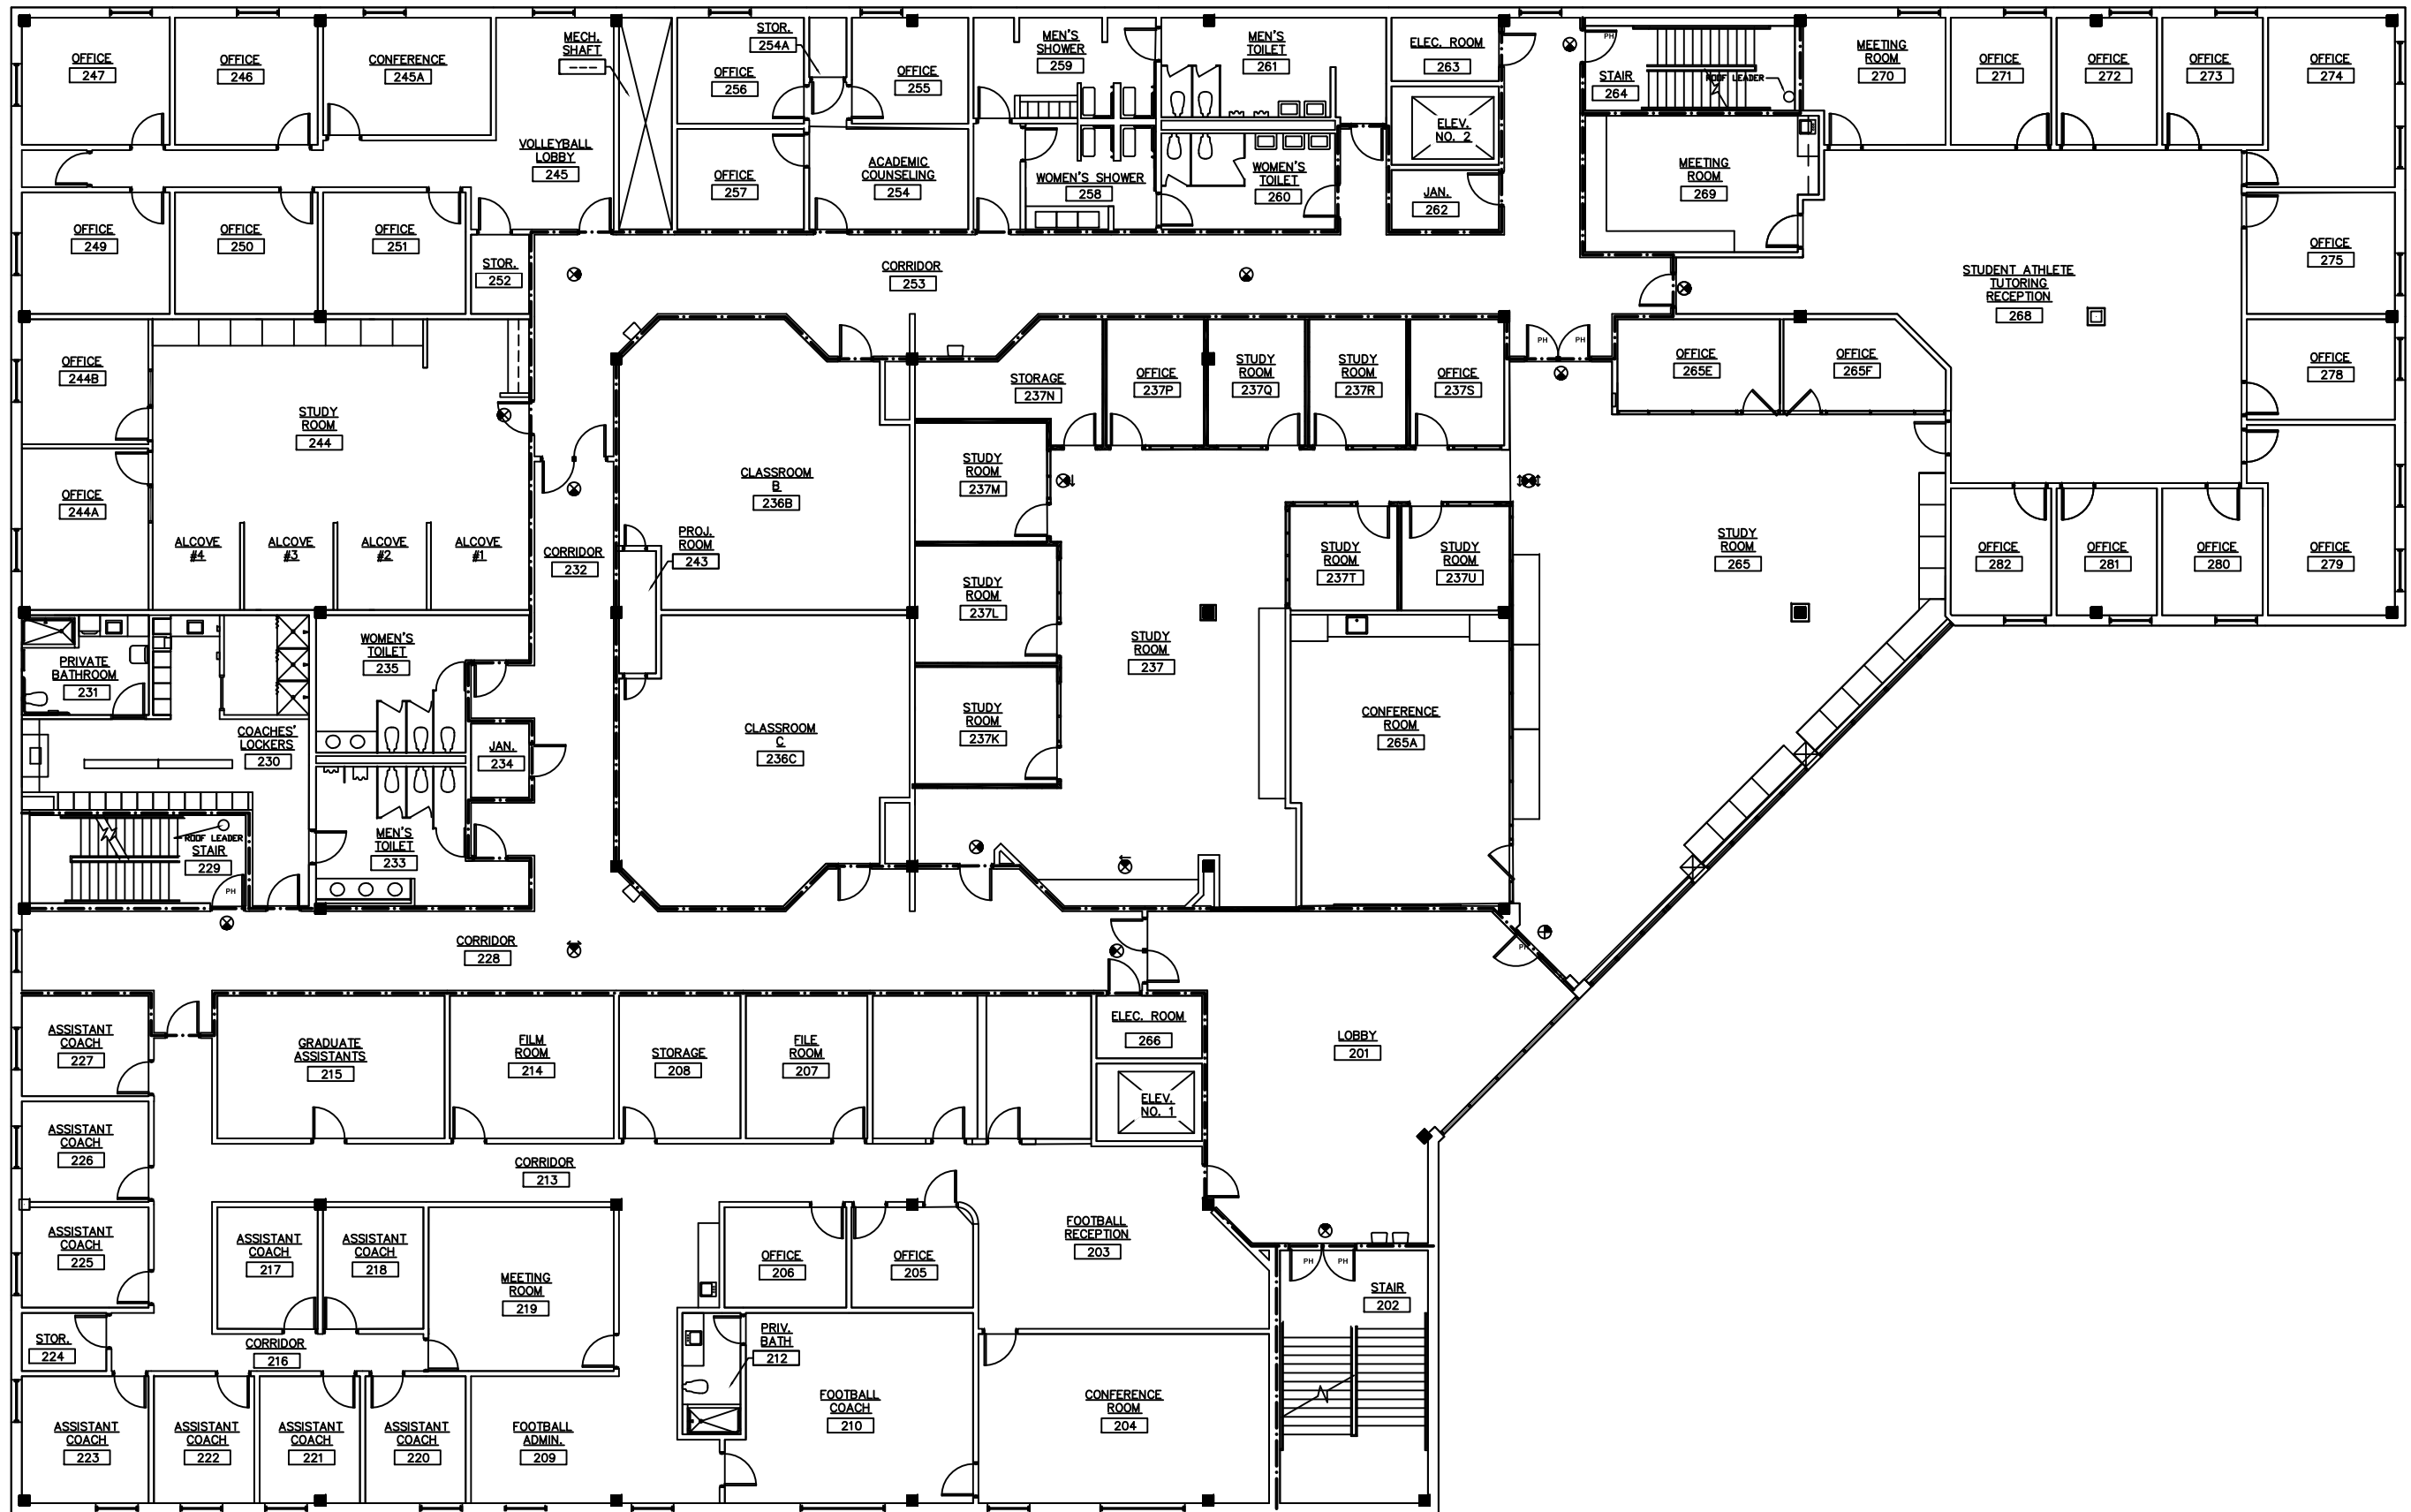 OFFICE
247
OFFICE
246
CONFERENCE
245A
MECH.
SHAFT
----
VOLLEYBALL
LOBBY
245
OFFICE
256
STOR.
254A
OFFICE
255
MEN'S
SHOWER
259
MEN'S
TOILET
261
ELEC. ROOM
263
ELEV.
NO. 2
PH
STAIR
264
ROOF LEADER
MEETING
ROOM
270
OFFICE
271
OFFICE
272
OFFICE
273
OFFICE
274
OFFICE
249
OFFICE
250
OFFICE
251
STOR.
252
OFFICE
257
ACADEMIC
COUNSELING
254
WOMEN'S SHOWER
258
WOMEN'S
TOILET
260
JAN.
262
MEETING
ROOM
269
CORRIDOR
253
STUDENT ATHLETE
TUTORING
RECEPTION
268
OFFICE
275
OFFICE
244B
STUDY
ROOM
244
STORAGE
237N
OFFICE
237P
STUDY
ROOM
237Q
STUDY
ROOM
237R
OFFICE
237S
PH
PH
OFFICE
265E
OFFICE
265F
OFFICE
278
OFFICE
244A
ALCOVE
#4
ALCOVE
#3
ALCOVE
#2
ALCOVE
#1
CORRIDOR
232
CLASSROOM
B
236B
PROJ.
ROOM
243
STUDY
ROOM
237M
STUDY
ROOM
237L
STUDY
ROOM
237
STUDY
ROOM
237T
STUDY
ROOM
237U
STUDY
ROOM
265
OFFICE
282
OFFICE
281
OFFICE
280
OFFICE
279
PRIVATE
BATHROOM
231
WOMEN'S
TOILET
235
COACHES'
LOCKERS
230
JAN.
234
CLASSROOM
C
236C
STUDY
ROOM
237K
CONFERENCE
ROOM
265A
ROOF LEADER
STAIR
229
PH
MEN'S
TOILET
233
CORRIDOR
228
PH
ASSISTANT
COACH
227
GRADUATE
ASSISTANTS
215
FILM
ROOM
214
STORAGE
208
FILE
ROOM
207
ELEC. ROOM
266
LOBBY
201
ELEV.
NO. 1
ASSISTANT
COACH
226
CORRIDOR
213
ASSISTANT
COACH
225
ASSISTANT
COACH
217
ASSISTANT
COACH
218
MEETING
ROOM
219
OFFICE
206
OFFICE
205
FOOTBALL
RECEPTION
203
PH
PH
STAIR
202
STOR.
224
CORRIDOR
216
PRIV.
BATH
212
ASSISTANT
COACH
223
ASSISTANT
COACH
222
ASSISTANT
COACH
221
ASSISTANT
COACH
220
FOOTBALL
ADMIN.
209
FOOTBALL
COACH
210
CONFERENCE
ROOM
204